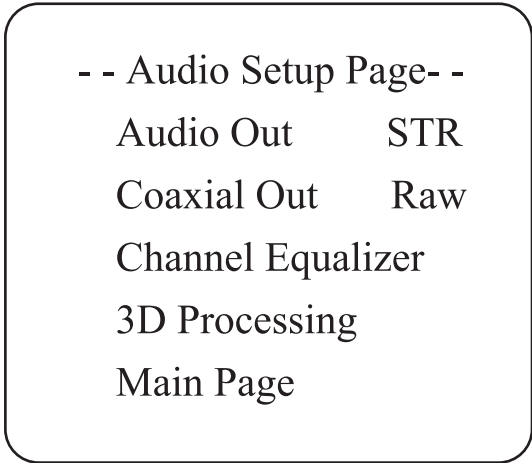 - - Audio Setup Page- -
Audio Out STR
Coaxial Out Raw
Channel Equalizer
3D Processing
Main Page